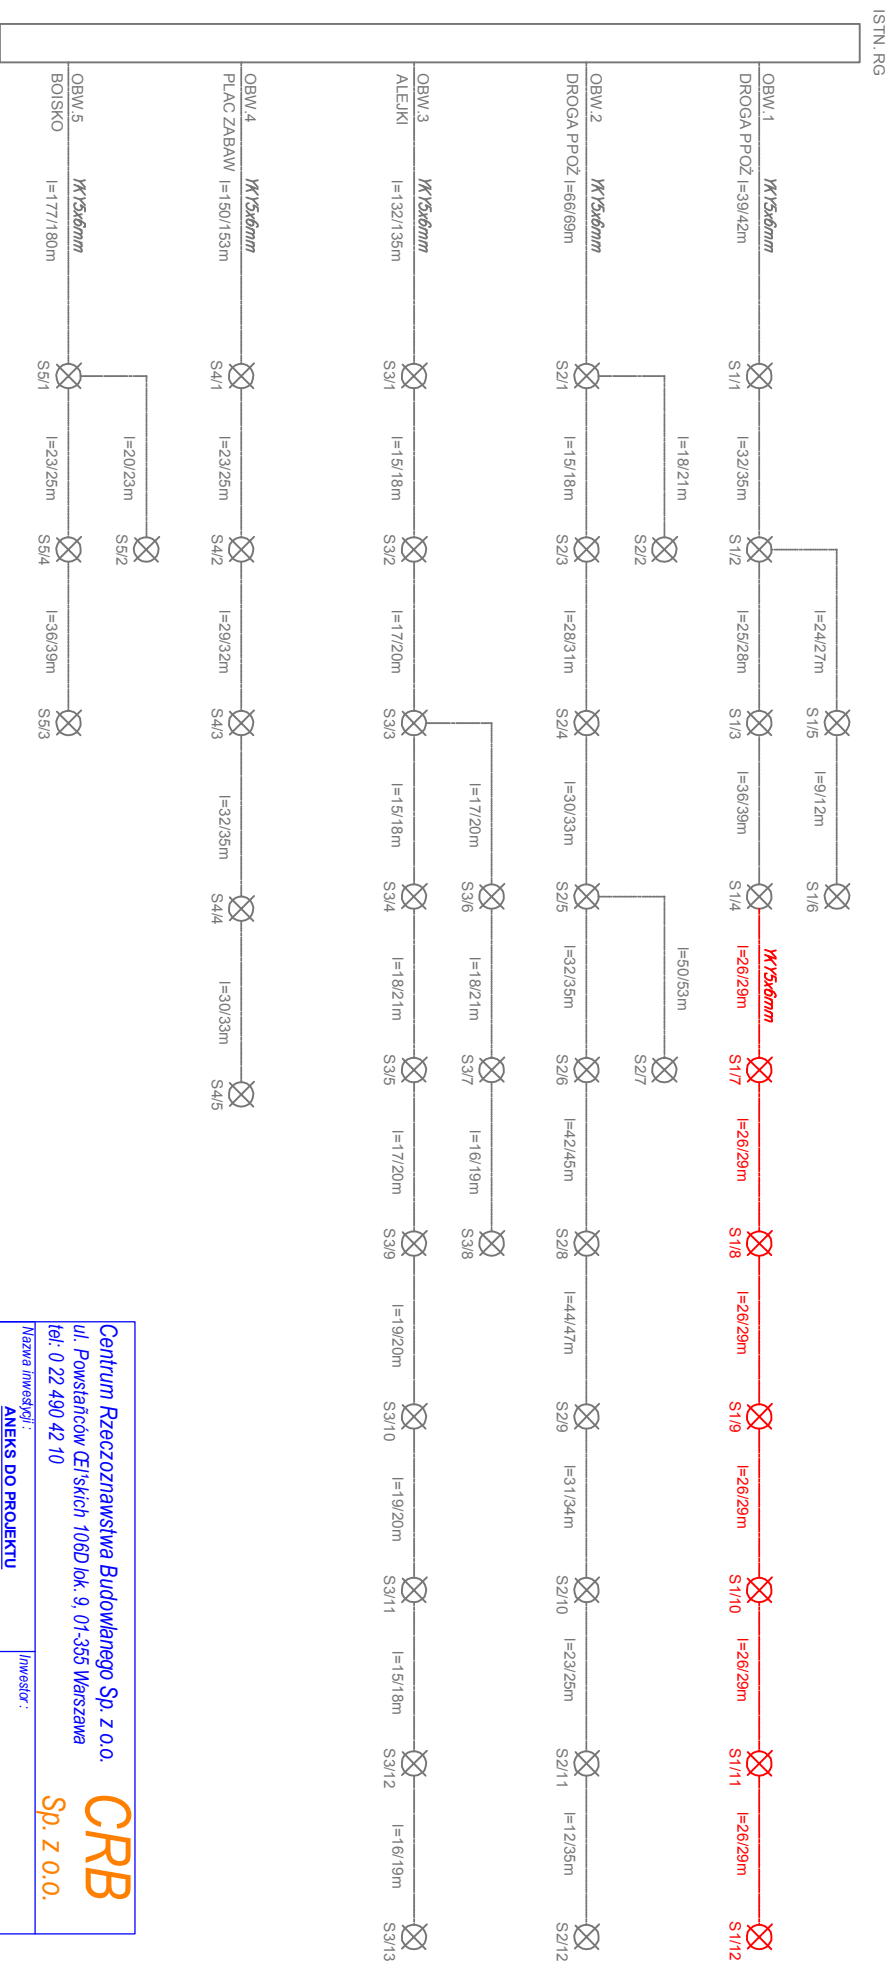 ISTN. RG
OBW.1
DROGA PPOŻ
YKY5x6mm
l=39/42m
S1/1
l=32/35m
S1/2
l=24/27m
S1/5
l=9/12m
S1/6
l=25/28m
S1/3
l=36/39m
S1/4
YKY5x6mm
l=26/29m
S1/7
l=26/29m
S1/8
l=26/29m
S1/9
l=26/29m
S1/10
l=26/29m
S1/11
l=26/29m
S1/12
OBW.2
DROGA PPOŻ
YKY5x6mm
l=66/69m
S2/1
l=18/21m
S2/2
l=15/18m
S2/3
l=28/31m
S2/4
l=30/33m
S2/5
l=50/53m
S2/7
l=32/35m
S2/6
l=42/45m
S2/8
l=44/47m
S2/9
l=31/34m
S2/10
l=23/25m
S2/11
l=12/35m
S2/12
OBW.3
ALEJKI
YKY5x6mm
l=132/135m
S3/1
l=15/18m
S3/2
l=17/20m
S3/3
l=17/20m
S3/6
l=18/21m
S3/7
l=16/19m
S3/8
l=15/18m
S3/4
l=18/21m
S3/5
l=17/20m
S3/9
l=19/20m
S3/10
l=19/20m
S3/11
l=15/18m
S3/12
l=16/19m
S3/13
OBW.4
PLAC ZABAW
YKY5x6mm
l=150/153m
S4/1
l=23/25m
S4/2
l=29/32m
S4/3
l=32/35m
S4/4
l=30/33m
S4/5
OBW.5
BOISKO
YKY5x6mm
l=177/180m
S5/1
l=20/23m
S5/2
l=23/25m
S5/4
l=36/39m
S5/3
Centrum Rzeczoznawstwa Budowlanego Sp. z o.o.
ul. Powstańców Œl¹skich 106D lok. 9, 01-355 Warszawa
tel: 0 22 490 42 10
CRB
Sp. z o.o.
Nazwa inwestycji :
ANEKS DO PROJEKTU
Inwestor :